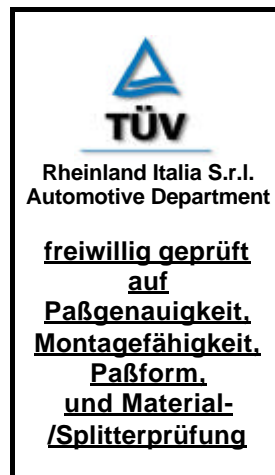 TÜV
Rheinland Italia S.r.l.
Automotive Department
freiwillig geprüft
auf
Paßgenauigkeit,
Montagefähigkeit,
Paßform,
und Material-
/Splitterprüfung